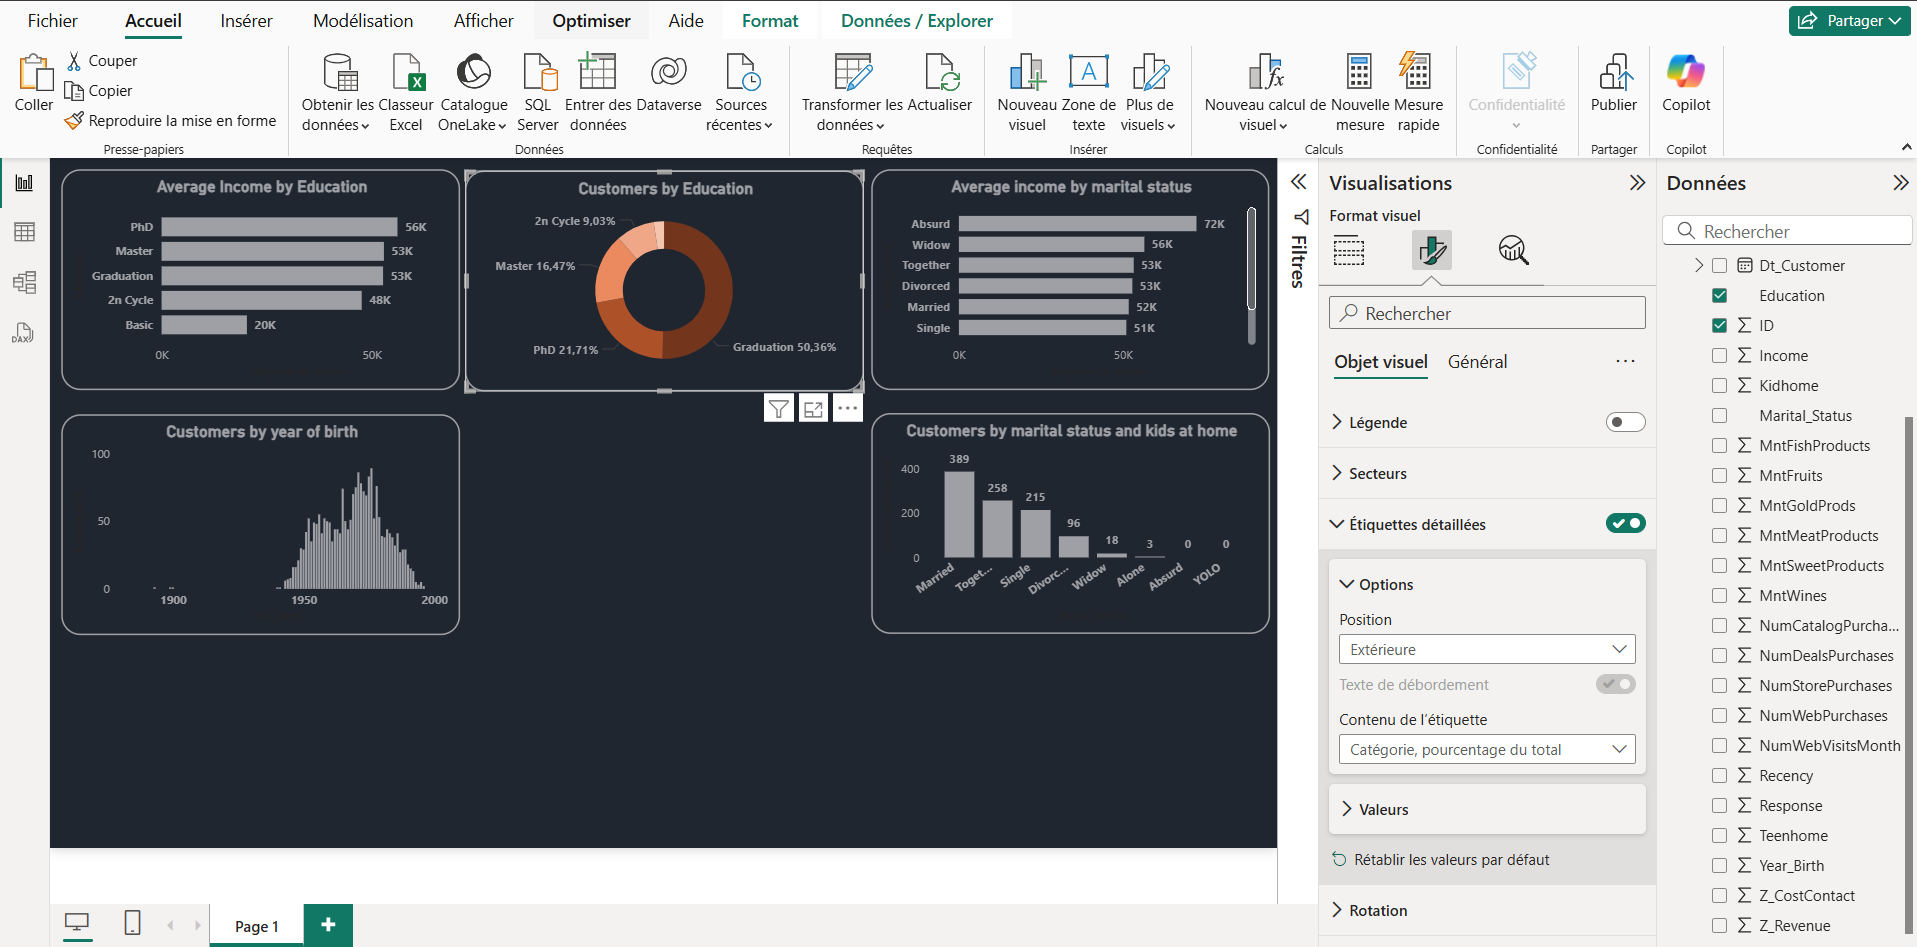 Fichier
Accueil
Insérer
Modélisation
Afficher
Optimiser
Aide
Format
Données / Explorer
Partager
Coller
Couper
Copier
Reproduire la mise en forme
Presse-papiers
Obtenir les données
Classeur Excel
Catalogue OneLake
SQL Server
Entrer des données
Dataverse
Sources récentes
Données
Transformer les données
Actualiser
Requêtes
Nouveau visuel
Zone de texte
Plus de visuels
Insérer
Nouveau calcul de visuel
Nouvelle mesure
Mesure rapide
Calculs
Confidentialité
Confidentialité
Publier
Partager
Copilot
Copilot
DAX
Average Income by Education
PhD 56K
Master 53K
Graduation 53K
2n Cycle 48K
Basic 20K
0K 50K
Customers by Education
2n Cycle 9,03%
Master 16,47%
PhD 21,71%
Graduation 50,36%
Average income by marital status
Absurd 72K
Widow 56K
Together 53K
Divorced 53K
Married 52K
Single 51K
0K 50K
Customers by year of birth
100
50
0
1900 1950 2000
Customers by marital status and kids at home
400
200
0
389
258
215
96
18
3
0
0
Married
Toget...
Single
Divorc...
Widow
Alone
Absurd
YOLO
Page 1
Filtres
Visualisations
Format visuel
Rechercher
Objet visuel
Général
Légende
Secteurs
Étiquettes détaillées
Options
Position
Extérieure
Texte de débordement
Contenu de l'étiquette
Catégorie, pourcentage du total
Valeurs
Rétablir les valeurs par défaut
Rotation
Données
Rechercher
Dt_Customer
Education
ID
Income
Kidhome
Marital_Status
MntFishProducts
MntFruits
MntGoldProds
MntMeatProducts
MntSweetProducts
MntWines
NumCatalogPurcha...
NumDealsPurchases
NumStorePurchases
NumWebPurchases
NumWebVisitsMonth
Recency
Response
Teenhome
Year_Birth
Z_CostContact
Z_Revenue